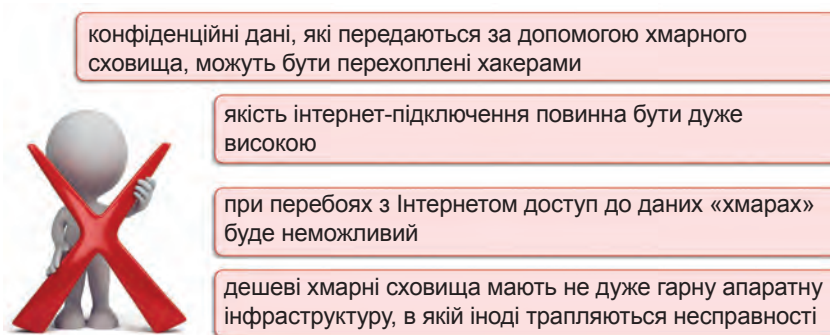 конфіденційні дані, які передаються за допомогою хмарного
сховища, можуть бути перехоплені хакерами
якість інтернет-підключення повинна бути дуже
високою
при перебоях з Інтернетом доступ до даних «хмарах»
буде неможливий
дешеві хмарні сховища мають не дуже гарну апаратну
інфраструктуру, в якій іноді трапляються несправності